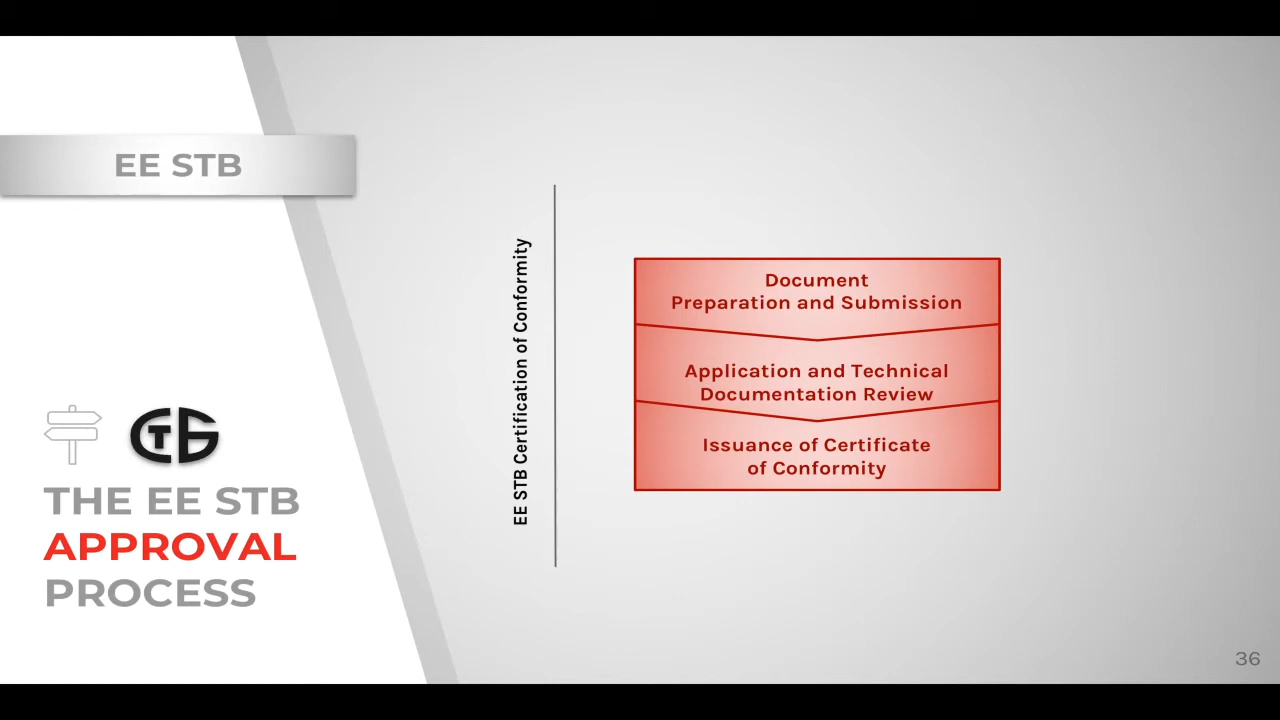 EE STB
EE STB Certification of Conformity
Document
Preparation and Submission
Application and Technical
Documentation Review
Issuance of Certificate
of Conformity
СТБ
THE EE STB
APPROVAL
PROCESS
36